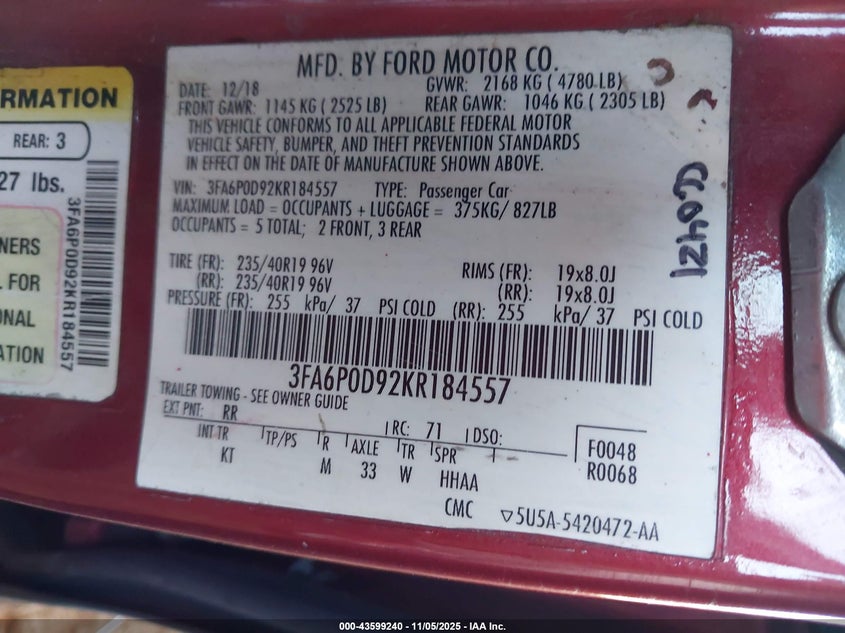 MFD. BY FORD MOTOR CO.
DATE: 12/18 GVWR: 2168 KG ( 4780 LB)
FRONT GAWR: 1145 KG ( 2525 LB) REAR GAWR: 1046 KG ( 2305 LB)
THIS VEHICLE CONFORMS TO ALL APPLICABLE FEDERAL MOTOR
VEHICLE SAFETY, BUMPER, AND THEFT PREVENTION STANDARDS
IN EFFECT ON THE DATE OF MANUFACTURE SHOWN ABOVE.
VIN: 3FA6P0D92KR184557 TYPE: Passenger Car
MAXIMUM LOAD = OCCUPANTS + LUGGAGE = 375KG/ 827LB
OCCUPANTS = 5 TOTAL; 2 FRONT, 3 REAR
TIRE (FR): 235/40R19 96V RIMS (FR): 19x8.0J
(RR): 235/40R19 96V (RR): 19x8.0J
PRESSURE (FR): 255 kPa/ 37 PSI COLD (RR): 255 kPa/ 37 PSI COLD
3FA6P0D92KR184557
TRAILER TOWING - SEE OWNER GUIDE
EXT PNT: RR RC: 71 DSO:
INT TR TP/PS R AXLE TR SPR F0048
KT M 33 W HHAA R0068
CMC ▽5U5A-5420472-AA
RMATION
REAR: 3
27 lbs.
NERS
L FOR
ONAL
ATION
3FA6P0D92KR184557
000-43599240 - 11/05/2025 - IAA Inc.